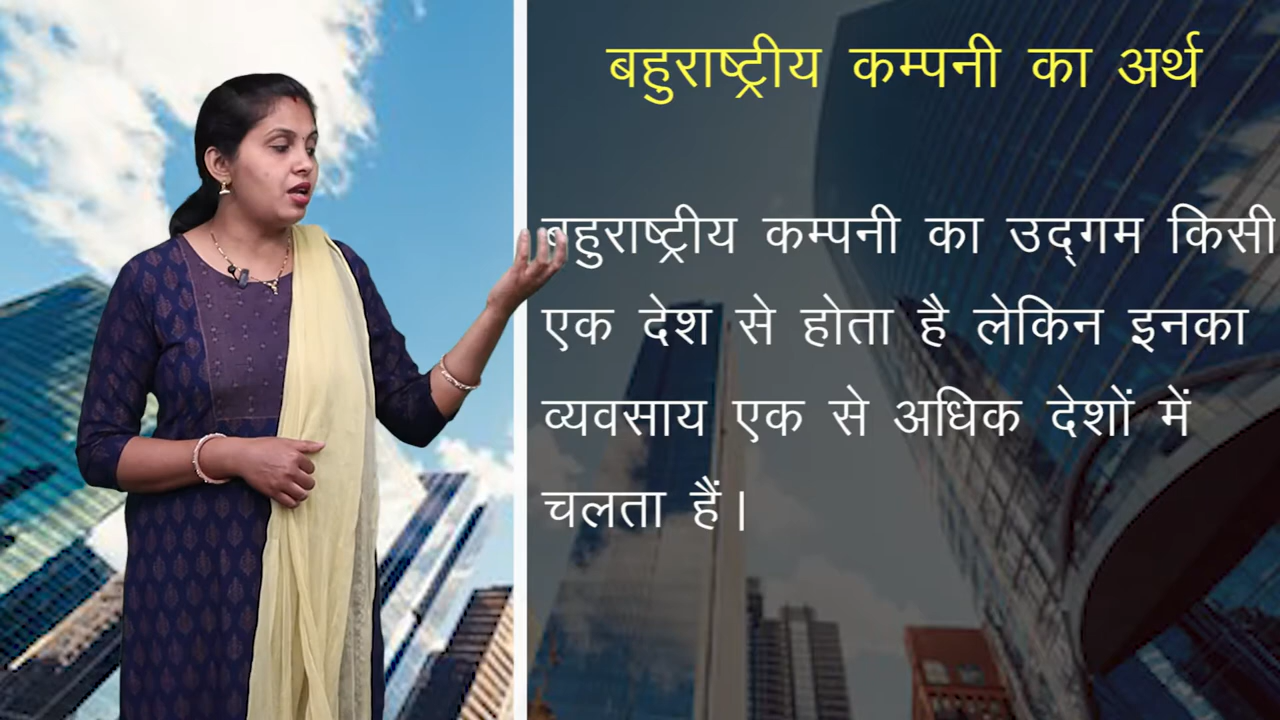 बहुराष्ट्रीय कम्पनी का अर्थ
बहुराष्ट्रीय कम्पनी का उद्‌गम किसी
एक देश से होता है लेकिन इनका
व्यवसाय एक से अधिक देशों में
चलता हैं।